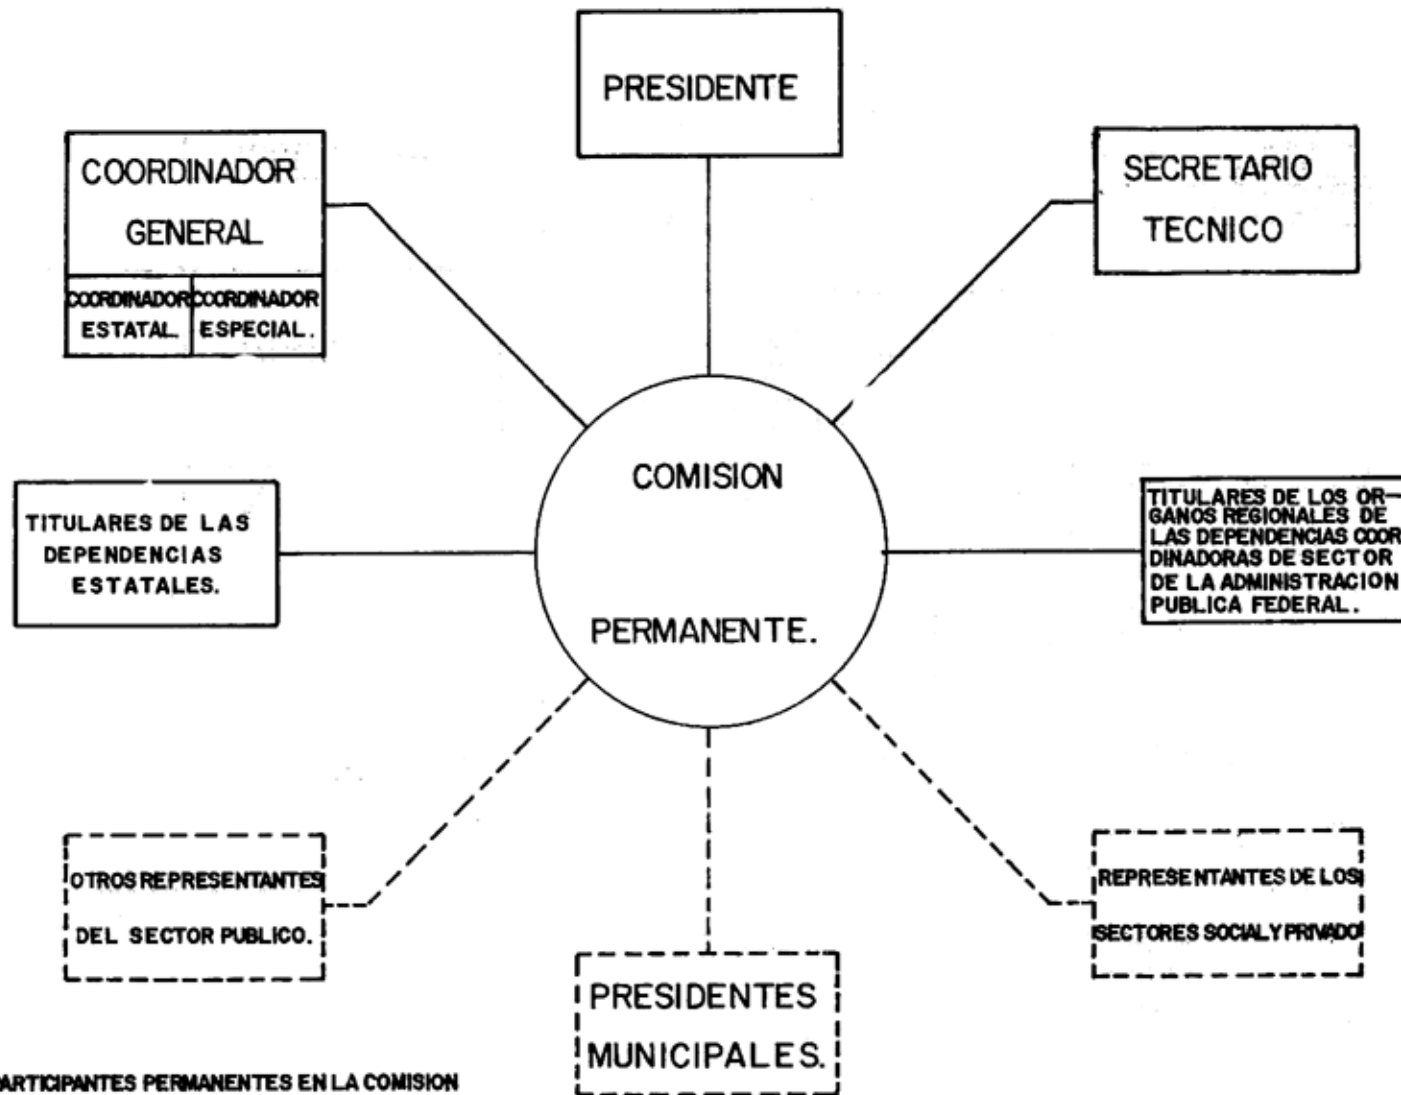 PRESIDENTE
COORDINADOR
GENERAL
COORDINADOR
ESTATAL.
COORDINADOR
ESPECIAL.
SECRETARIO
TECNICO
COMISION
PERMANENTE.
TITULARES DE LAS
DEPENDENCIAS
ESTATALES.
TITULARES DE LOS OR-
GANOS REGIONALES DE
LAS DEPENDENCIAS COOR
DINADORAS DE SECTOR
DE LA ADMINISTRACION
PUBLICA FEDERAL.
OTROS REPRESENTANTES
DEL SECTOR PUBLICO.
PRESIDENTES
MUNICIPALES.
REPRESENTANTES DE LOS
SECTORES SOCIAL Y PRIVADO
PARTICIPANTES PERMANENTES EN LA COMISION